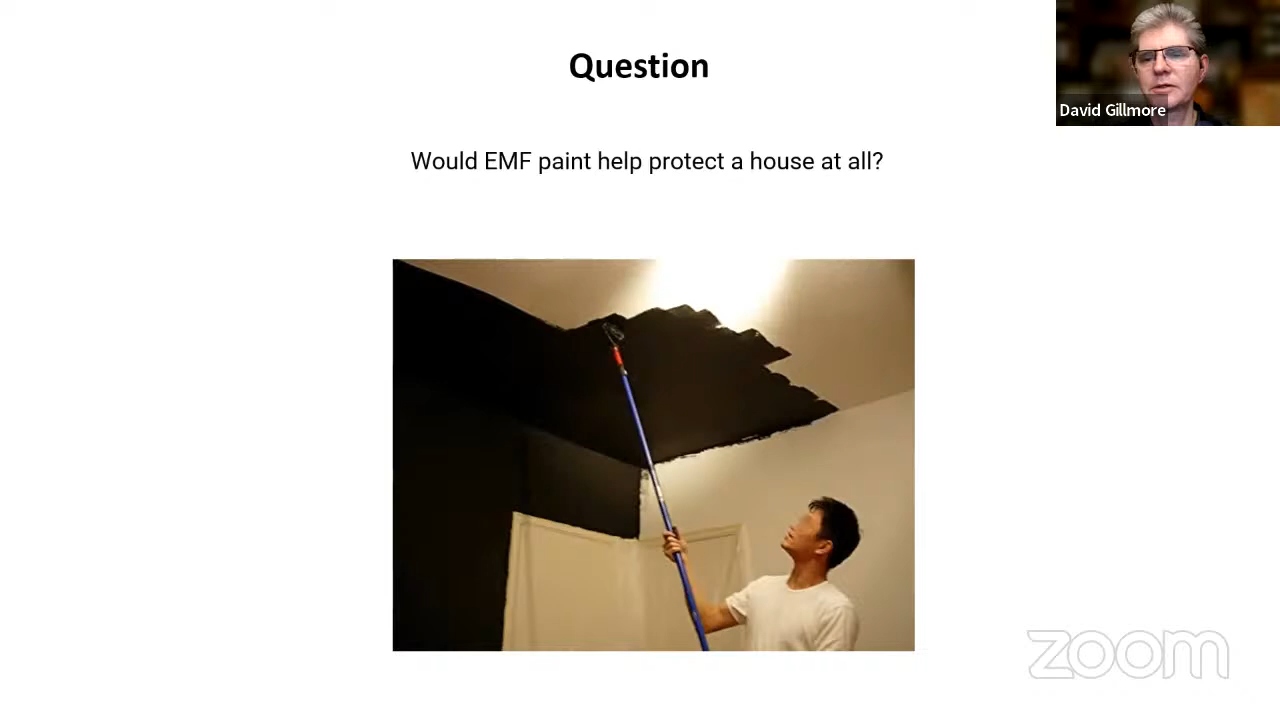 Question
David Gillmore
Would EMF paint help protect a house at all?
zoom